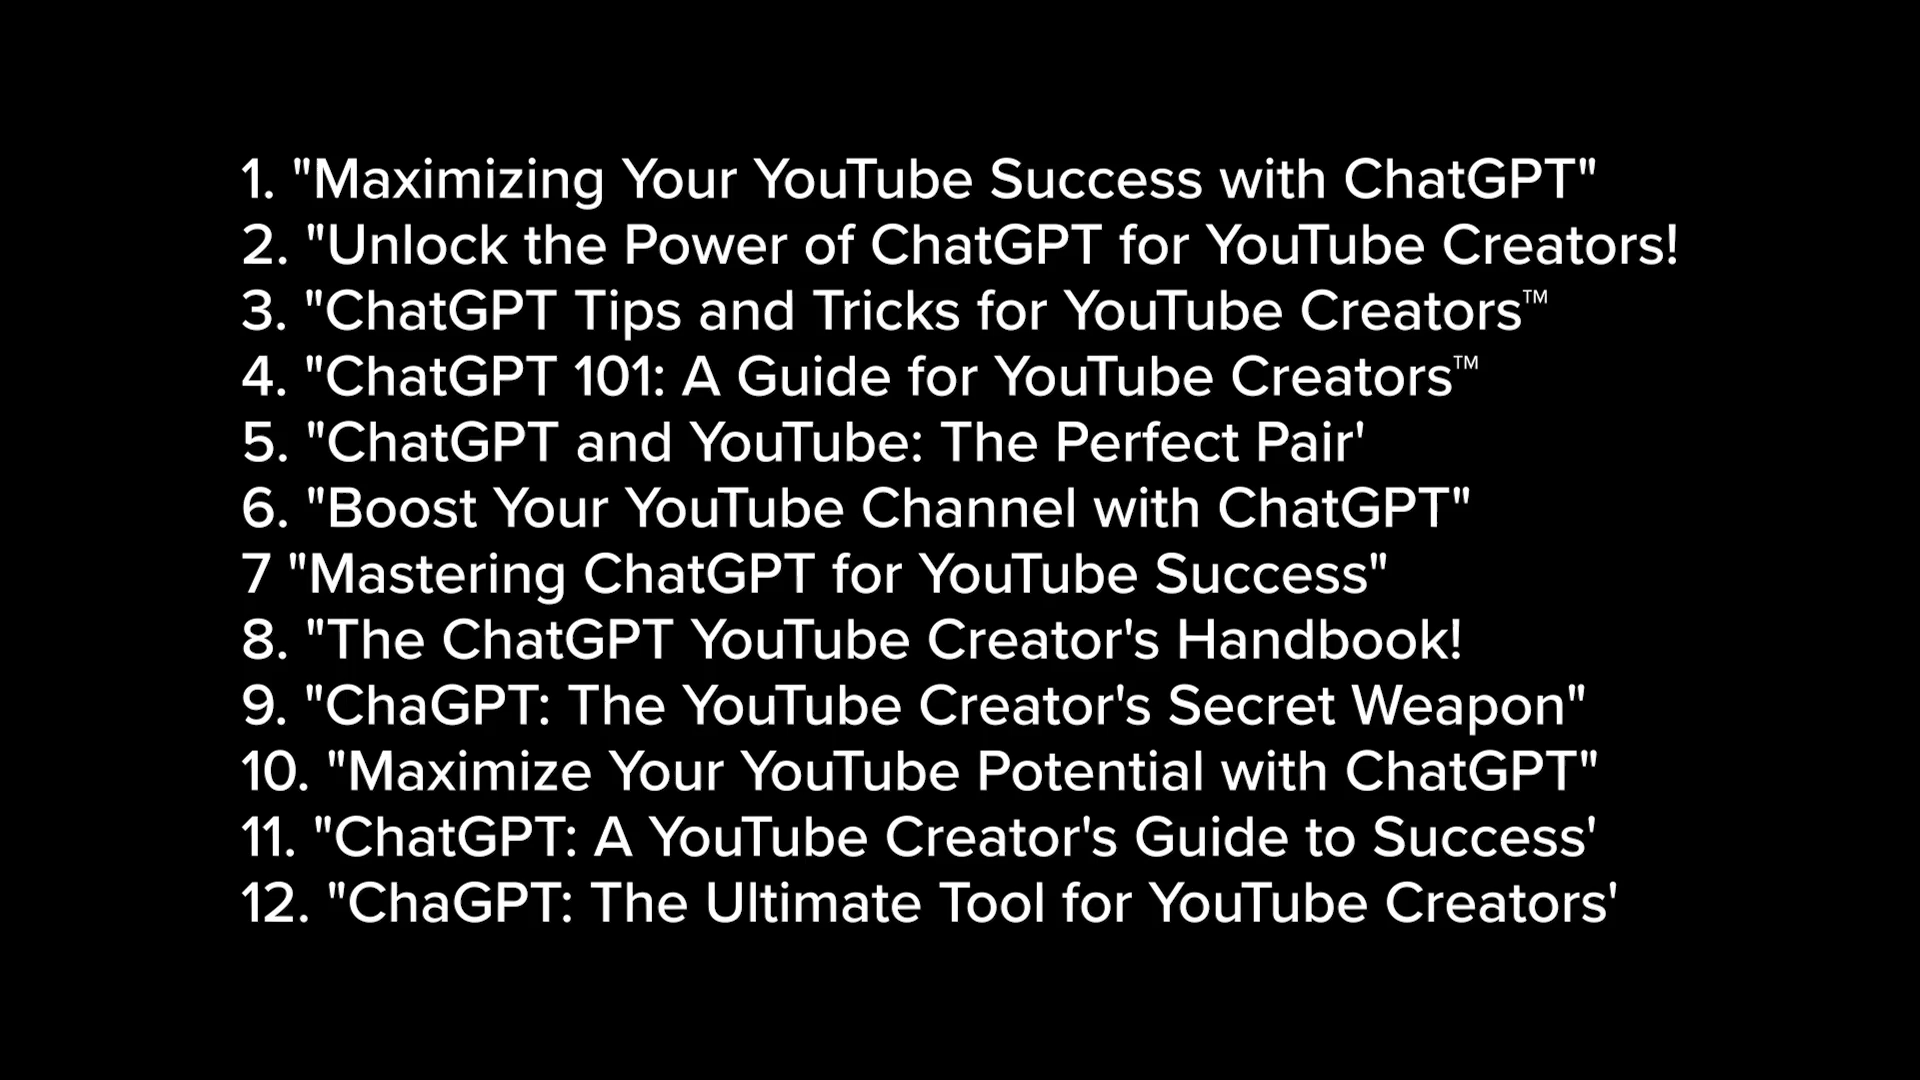 1. "Maximizing Your YouTube Success with ChatGPT"
2. "Unlock the Power of ChatGPT for YouTube Creators!
3. "ChatGPT Tips and Tricks for YouTube Creators™
4. "ChatGPT 101: A Guide for YouTube Creators™
5. "ChatGPT and YouTube: The Perfect Pair'
6. "Boost Your YouTube Channel with ChatGPT"
7 "Mastering ChatGPT for YouTube Success"
8. "The ChatGPT YouTube Creator's Handbook!
9. "ChaGPT: The YouTube Creator's Secret Weapon"
10. "Maximize Your YouTube Potential with ChatGPT"
11. "ChatGPT: A YouTube Creator's Guide to Success'
12. "ChaGPT: The Ultimate Tool for YouTube Creators'